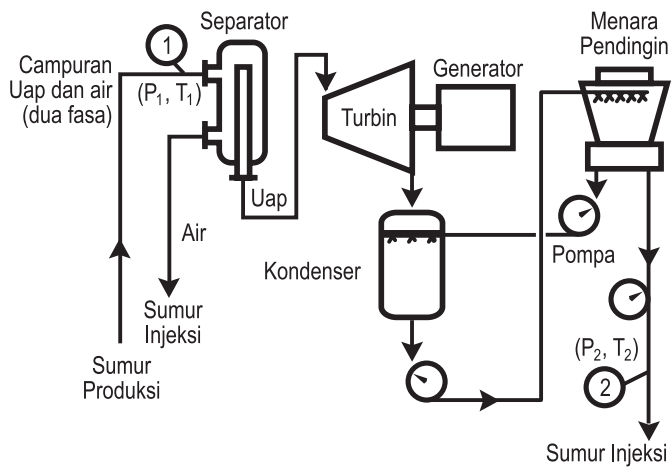 Separator
1
Campuran
Uap dan air
(dua fasa)
(P₁, T₁)
Uap
Air
Sumur
Injeksi
Sumur
Produksi
Turbin
Generator
Kondenser
Menara
Pendingin
Pompa
(P₂, T₂)
2
Sumur Injeksi